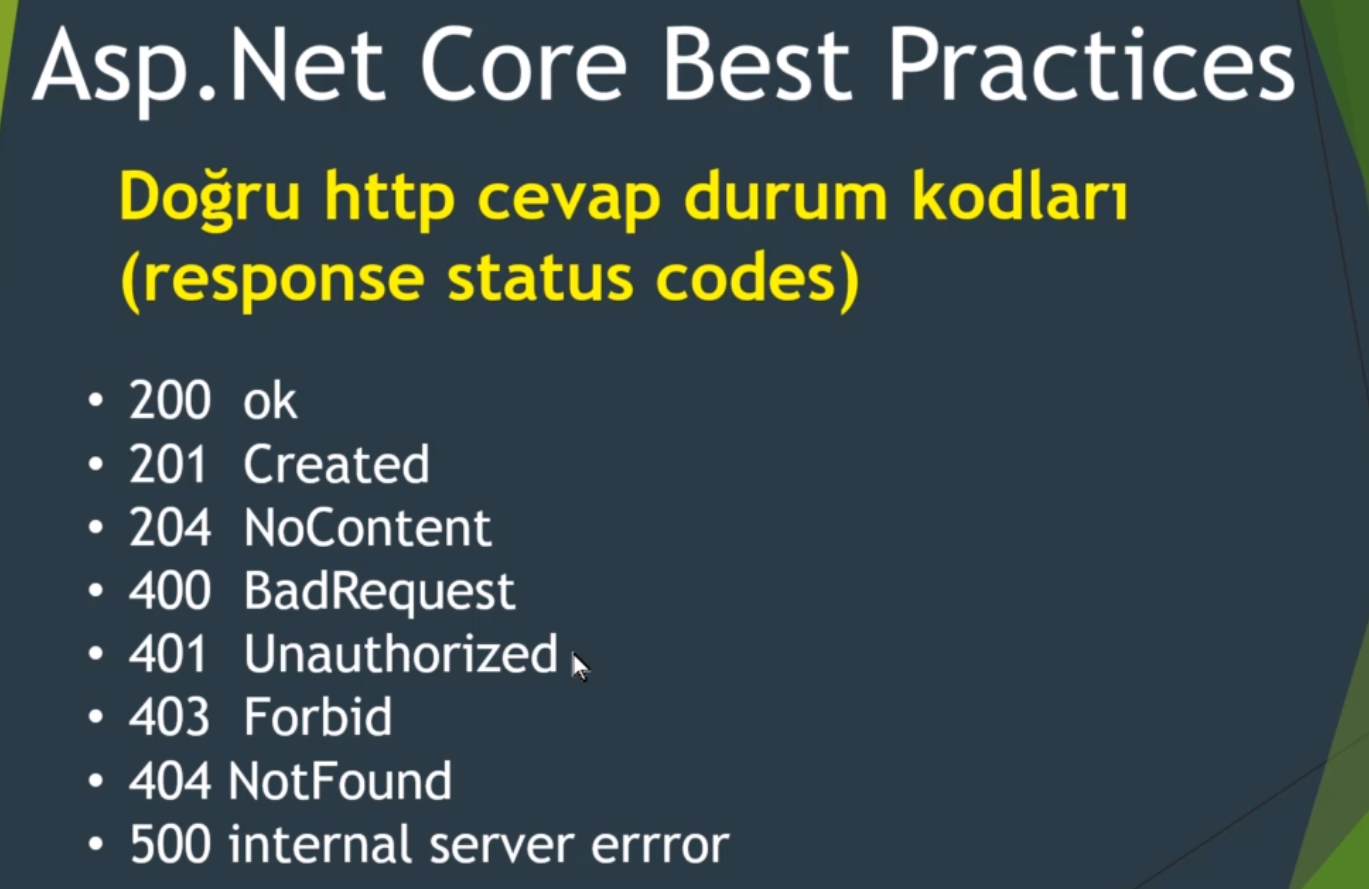 Asp.Net Core Best Practices
Doğru http cevap durum kodları
(response status codes)
• 200 ok
• 201 Created
• 204 NoContent
• 400 BadRequest
• 401 Unauthorized
• 403 Forbid
• 404 NotFound
• 500 internal server errror